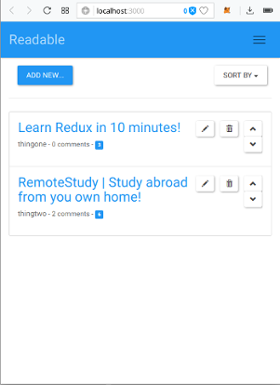 localhost:3000
0
Readable
ADD NEW...
SORT BY
Learn Redux in 10 minutes!
thingone - 0 comments -
RemoteStudy | Study abroad
from you own home!
thingtwo - 2 comments - 6